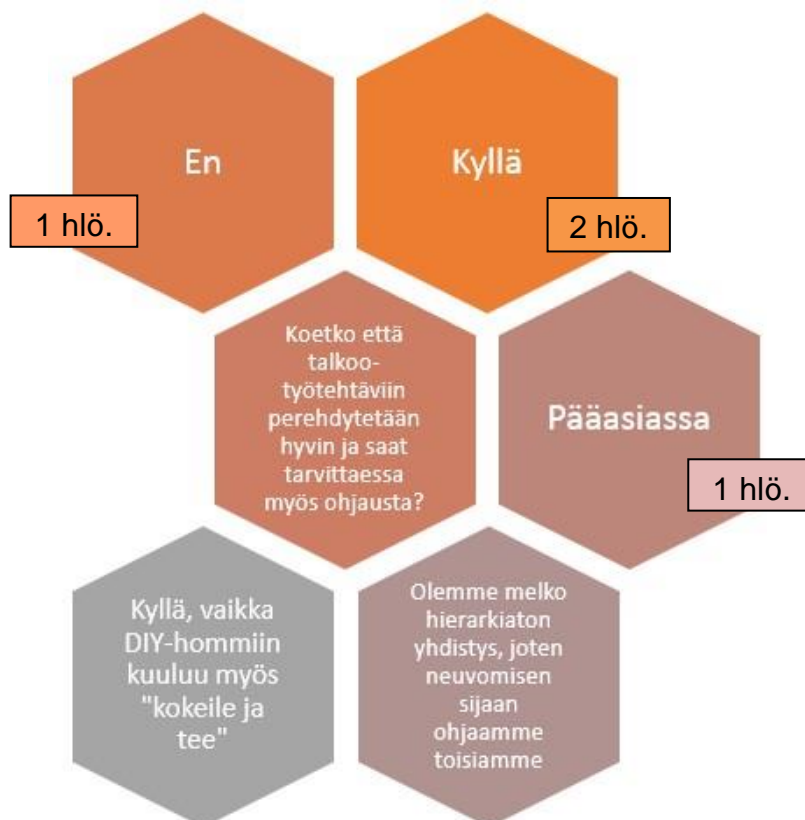 En
1 hlö.
Kyllä
2 hlö.
Koetko että
talkoo-
työtehtäviin
perehdytetään
hyvin ja saat
tarvittaessa
myös ohjausta?
Pääasiassa
1 hlö.
Kyllä, vaikka
DIY-hommiin
kuuluu myös
"kokeile ja
tee"
Olemme melko
hierarkiaton
yhdistys, joten
neuvomisen
sijaan
ohjaamme
toisiamme